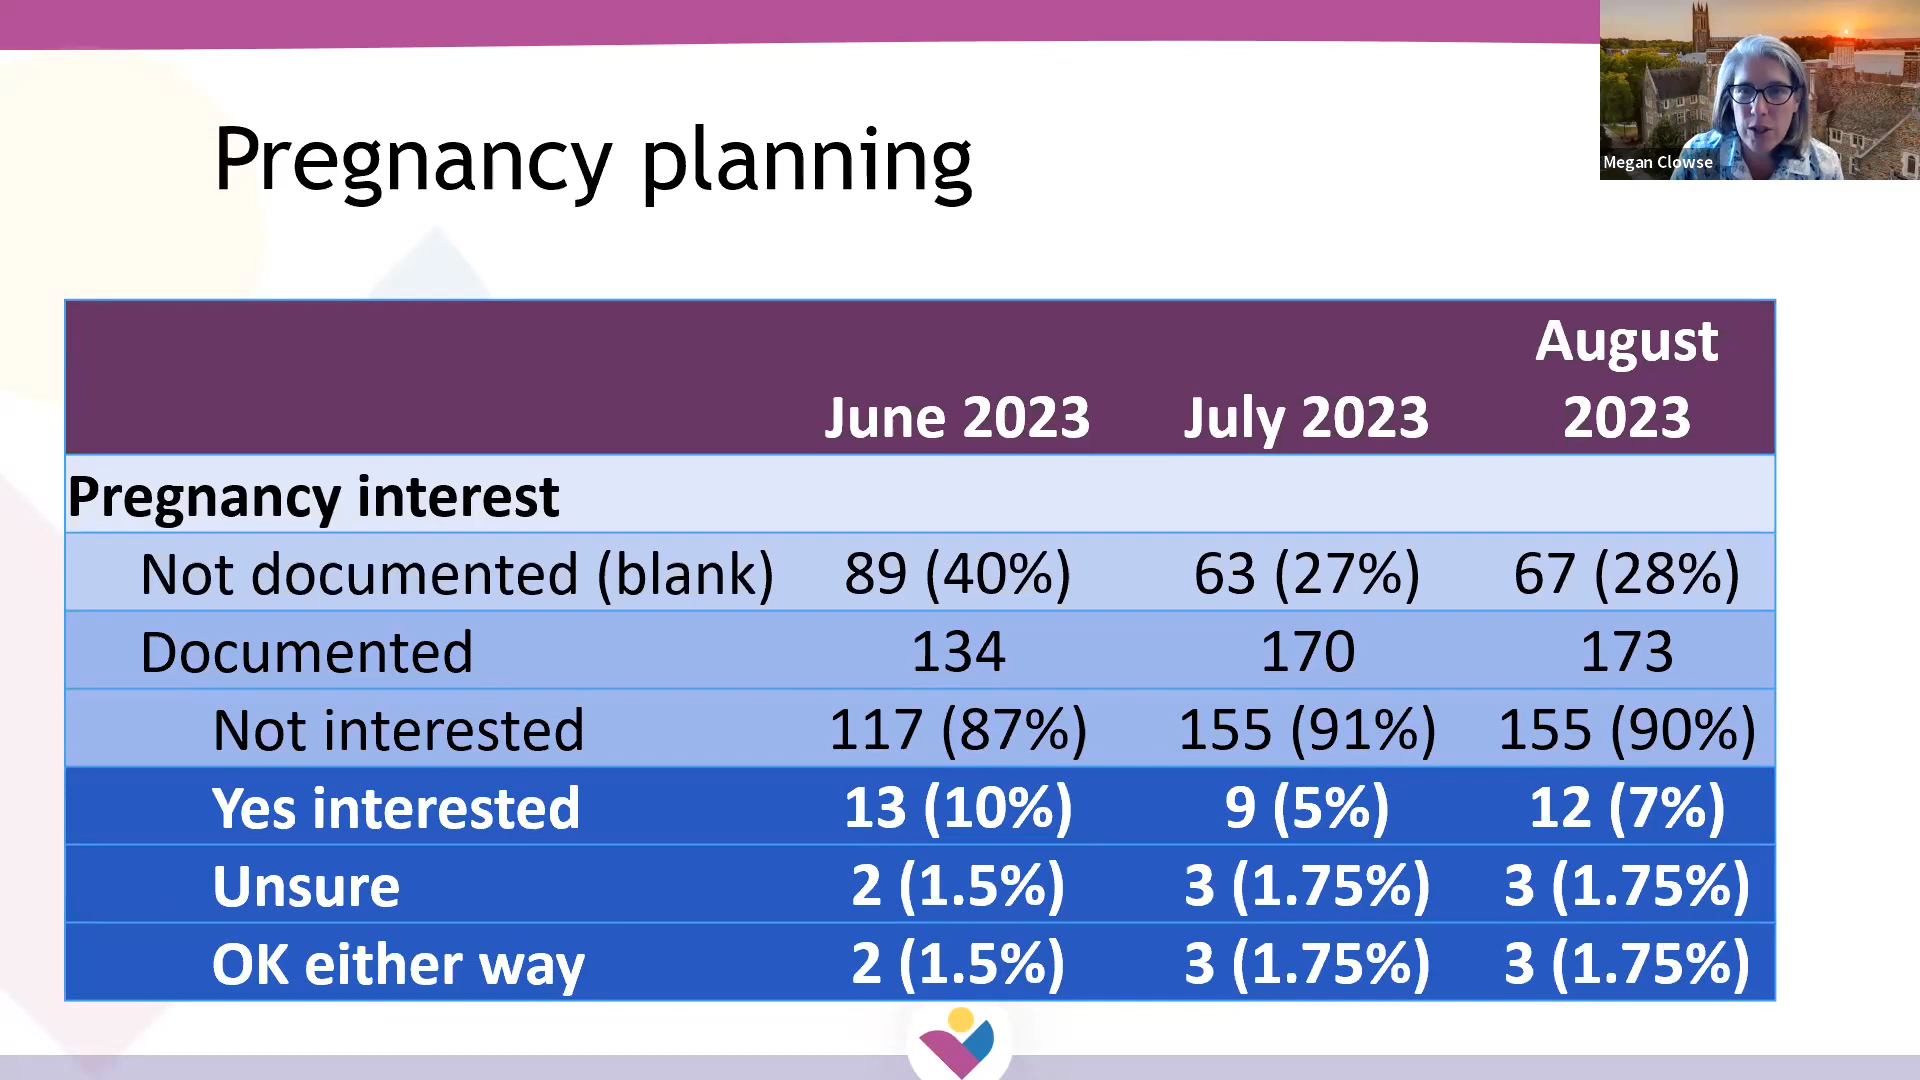 Megan Clowse
Pregnancy planning
June 2023 July 2023 August 2023
Pregnancy interest
Not documented (blank) 89 (40%) 63 (27%) 67 (28%)
Documented 134 170 173
Not interested 117 (87%) 155 (91%) 155 (90%)
Yes interested 13 (10%) 9 (5%) 12 (7%)
Unsure 2 (1.5%) 3 (1.75%) 3 (1.75%)
OK either way 2 (1.5%) 3 (1.75%) 3 (1.75%)